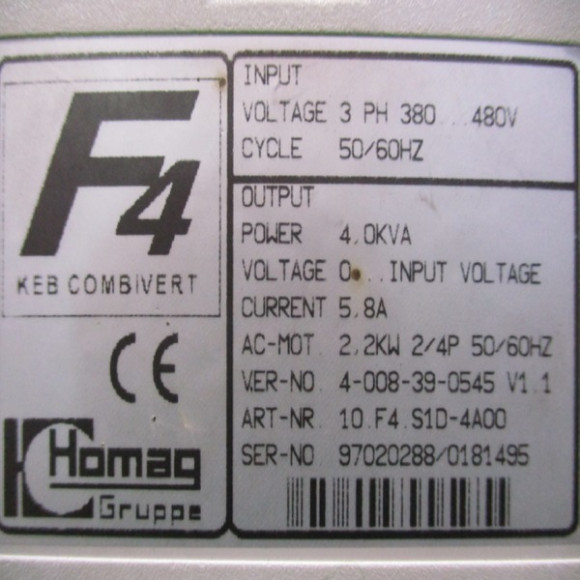 F4
KEB COMBIVERT
CE
Homag
Gruppe
INPUT
VOLTAGE 3 PH 380...480V
CYCLE 50/60HZ
OUTPUT
POWER 4.0KVA
VOLTAGE 0...INPUT VOLTAGE
CURRENT 5.8A
AC-MOT. 2.2KW 2/4P 50/60HZ
VER-NO. 4-008-39-0545 V1.1
ART-NR. 10.F4.S1D-4A00
SER-NO 97020288/0181495